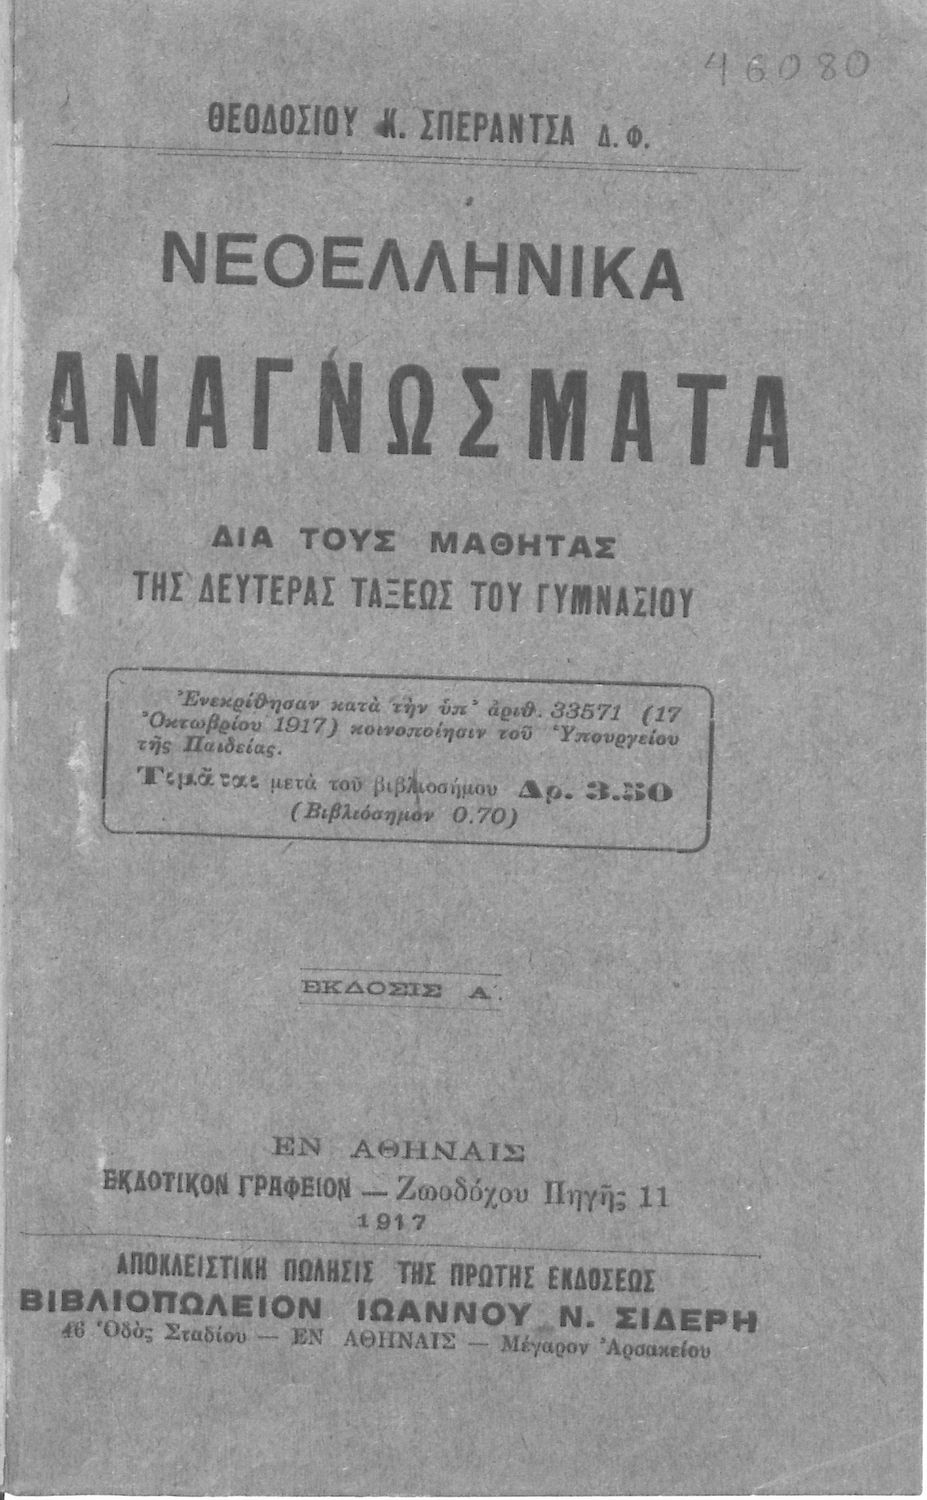 46080
ΘΕΟΔΟΣΙΟΥ Κ. ΣΠΕΡΑΝΤΣΑ Δ.Φ.
ΝΕΟΕΛΛΗΝΙΚΑ
ΑΝΑΓΝΩΣΜΑΤΑ
ΔΙΑ ΤΟΥΣ ΜΑΘΗΤΑΣ
ΤΗΣ ΔΕΥΤΕΡΑΣ ΤΑΞΕΩΣ ΤΟΥ ΓΥΜΝΑΣΙΟΥ
Ἐνεκρίθησαν κατὰ τὴν ὑπ' ἀριθ. 33571 (17
Ὀκτωβρίου 1917) κοινοποίησιν τοῦ Ὑπουργείου
τῆς Παιδείας.
Τιμᾶται μετὰ τοῦ βιβλιοσήμου Δρ. 3.50
(Βιβλιόσημον 0.70)
ΕΚΔΟΣΙΣ Α΄.
ΕΝ ΑΘΗΝΑΙΣ
ΕΚΔΟΤΙΚΟΝ ΓΡΑΦΕΙΟΝ — Ζωοδόχου Πηγῆς 11
1917
ΑΠΟΚΛΕΙΣΤΙΚΗ ΠΩΛΗΣΙΣ ΤΗΣ ΠΡΩΤΗΣ ΕΚΔΟΣΕΩΣ
ΒΙΒΛΙΟΠΩΛΕΙΟΝ ΙΩΑΝΝΟΥ Ν. ΣΙΔΕΡΗ
46 Ὁδὸς Σταδίου — ΕΝ ΑΘΗΝΑΙΣ — Μέγαρον Ἀρσακείου